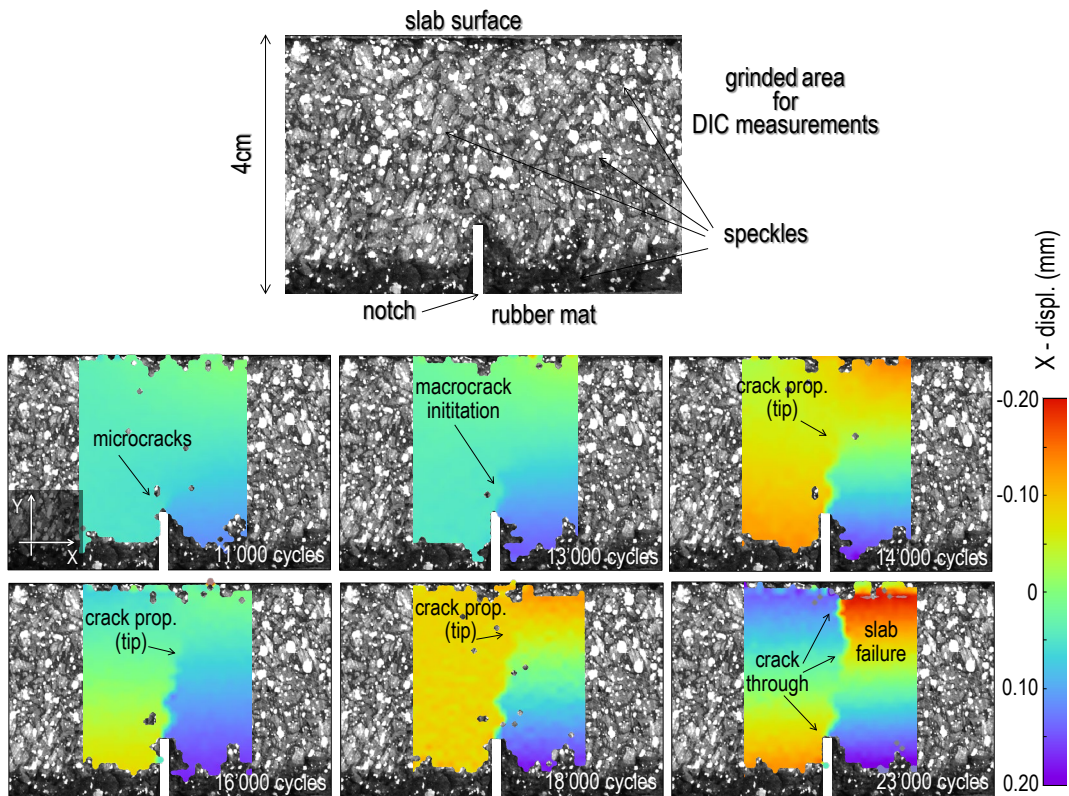 slab surface
4cm
grinded area
for
DIC measurements
speckles
notch
rubber mat
X - displ. (mm)
microcracks
Y
X
11'000 cycles
macrocrack
inititation
13'000 cycles
crack prop.
(tip)
14'000 cycles
crack prop.
(tip)
16'000 cycles
crack prop.
(tip)
18'000 cycles
crack
through
slab
failure
23'000 cycles
-0.20
-0.10
0
0.10
0.20